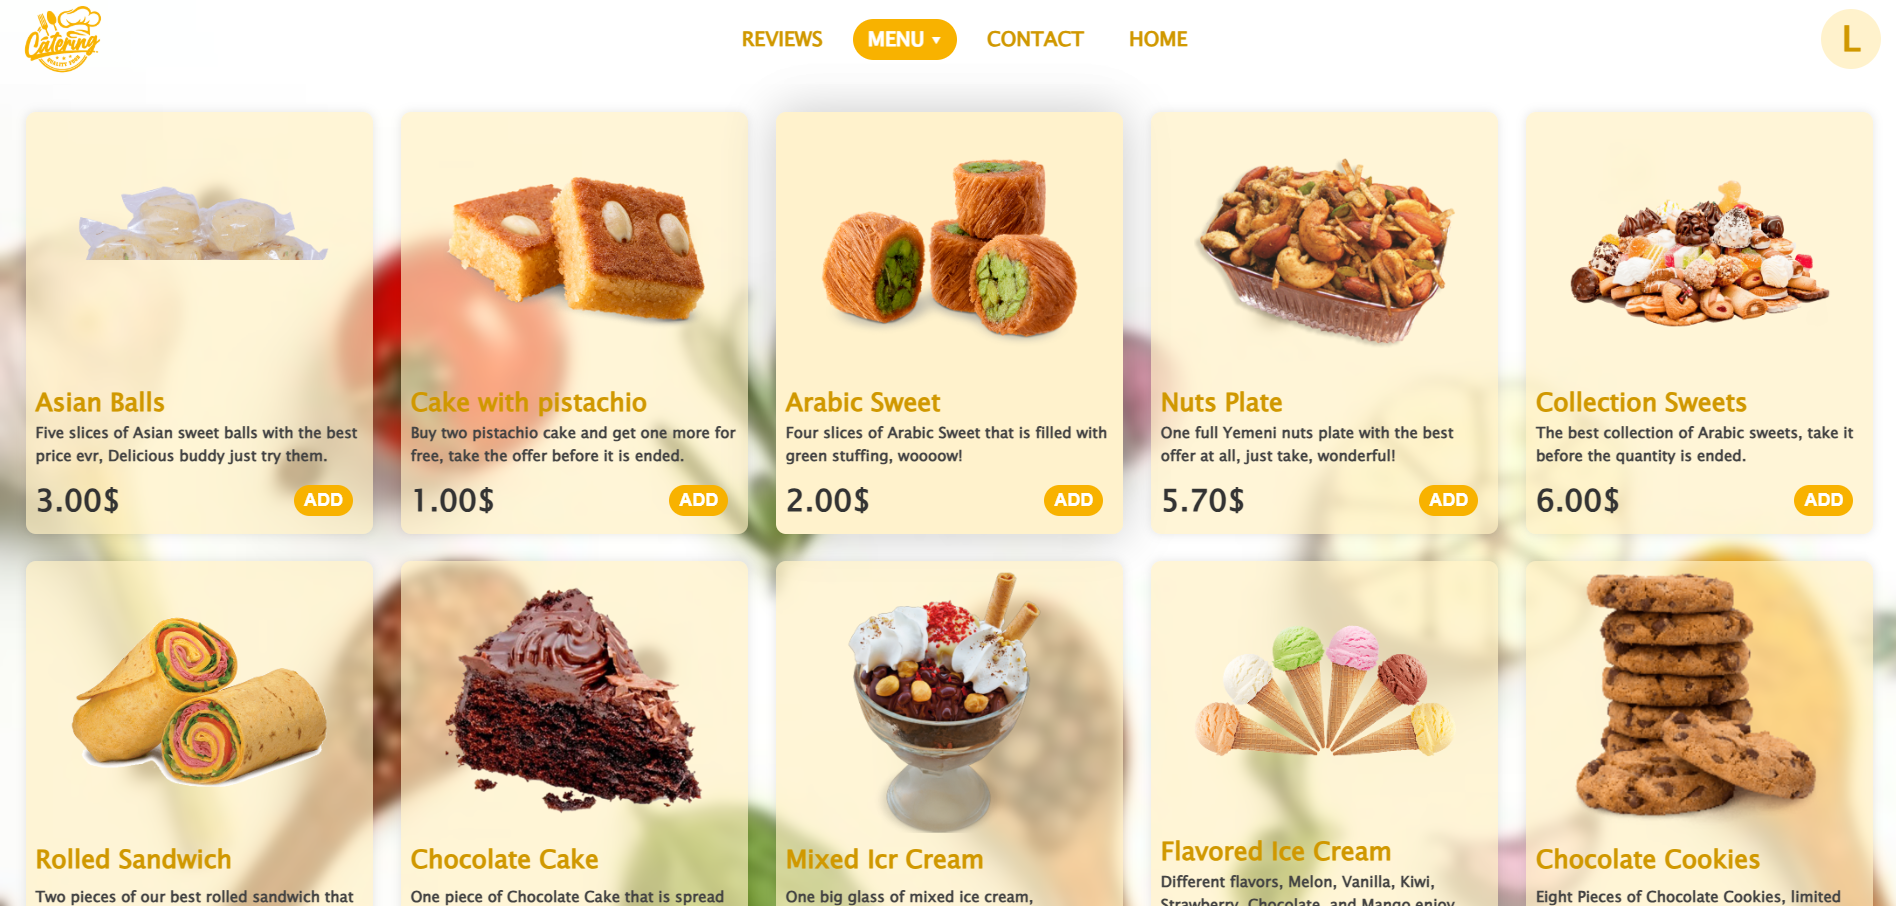 Catering
QUALITY FOOD
REVIEWS
MENU ▾
CONTACT
HOME
L
Asian Balls
Five slices of Asian sweet balls with the best
price evr, Delicious buddy just try them.
3.00$
ADD
Cake with pistachio
Buy two pistachio cake and get one more for
free, take the offer before it is ended.
1.00$
ADD
Arabic Sweet
Four slices of Arabic Sweet that is filled with
green stuffing, woooow!
2.00$
ADD
Nuts Plate
One full Yemeni nuts plate with the best
offer at all, just take, wonderful!
5.70$
ADD
Collection Sweets
The best collection of Arabic sweets, take it
before the quantity is ended.
6.00$
ADD
Rolled Sandwich
Two pieces of our best rolled sandwich that
Chocolate Cake
One piece of Chocolate Cake that is spread
Mixed Icr Cream
One big glass of mixed ice cream,
Flavored Ice Cream
Different flavors, Melon, Vanilla, Kiwi,
Strawberry, Chocolate, and Mango enjoy
Chocolate Cookies
Eight Pieces of Chocolate Cookies, limited